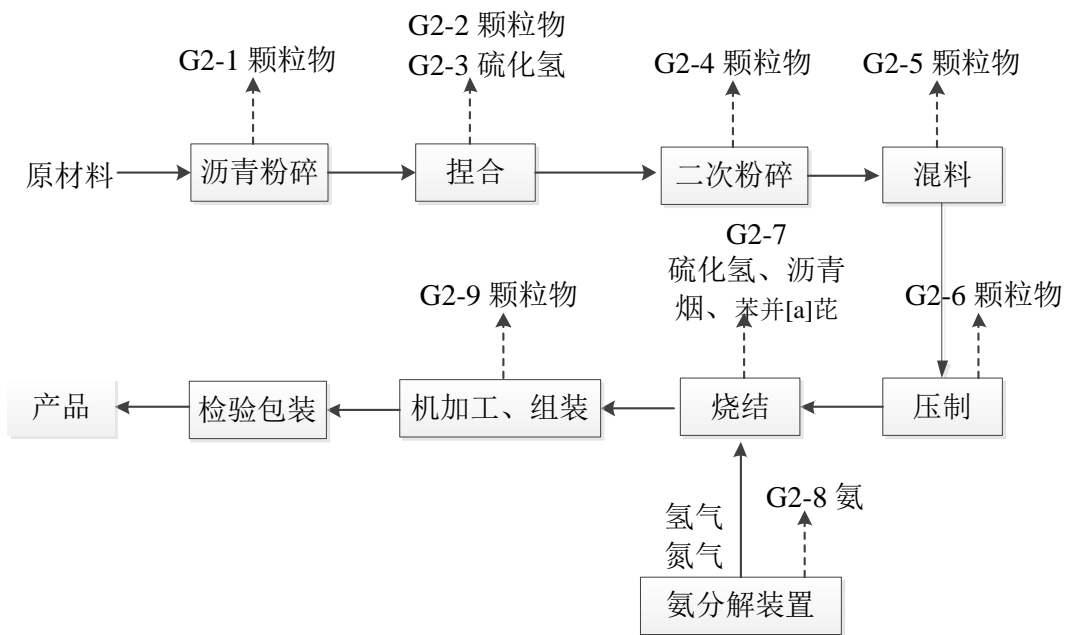 G2-2 颗粒物
G2-1 颗粒物
G2-3 硫化氢
G2-4 颗粒物
G2-5 颗粒物
原材料
沥青粉碎
捏合
二次粉碎
混料
G2-7
硫化氢、沥青
烟、苯并[a]芘
G2-9 颗粒物
G2-6 颗粒物
产品
检验包装
机加工、组装
烧结
压制
氢气
氮气
G2-8 氨
氨分解装置